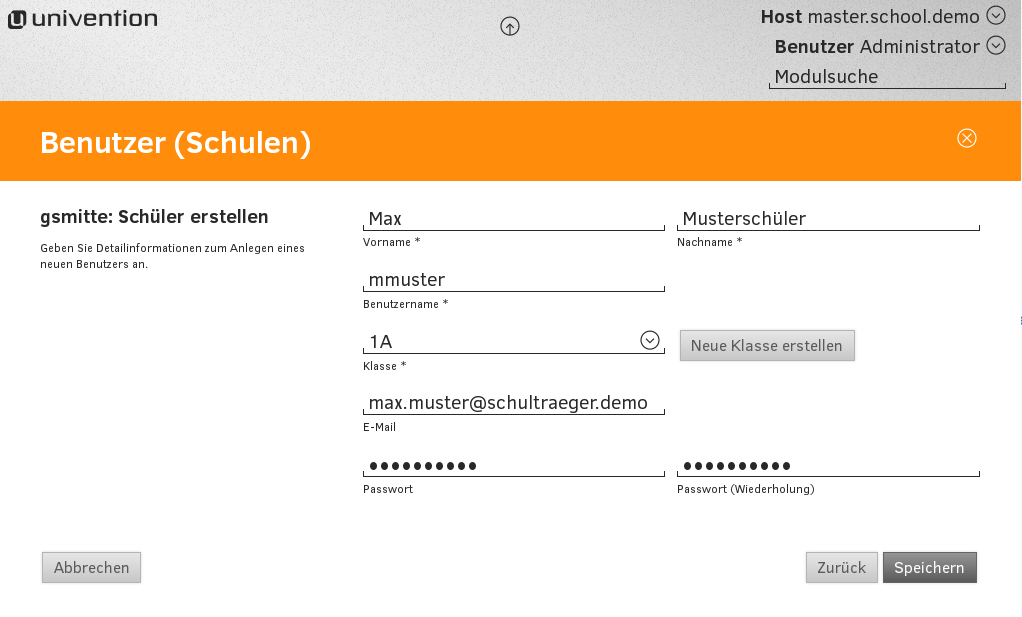 univention
Host master.school.demo
Benutzer Administrator
Modulsuche
Benutzer (Schulen)
gsmitte: Schüler erstellen
Geben Sie Detailinformationen zum Anlegen eines
neuen Benutzers an.
Max
Musterschüler
Vorname *
Nachname *
mmuster
Benutzername *
1A
Neue Klasse erstellen
Klasse *
max.muster@schultraeger.demo
E-Mail
●●●●●●●●●●
●●●●●●●●●●
Passwort
Passwort (Wiederholung)
Abbrechen
Zurück
Speichern